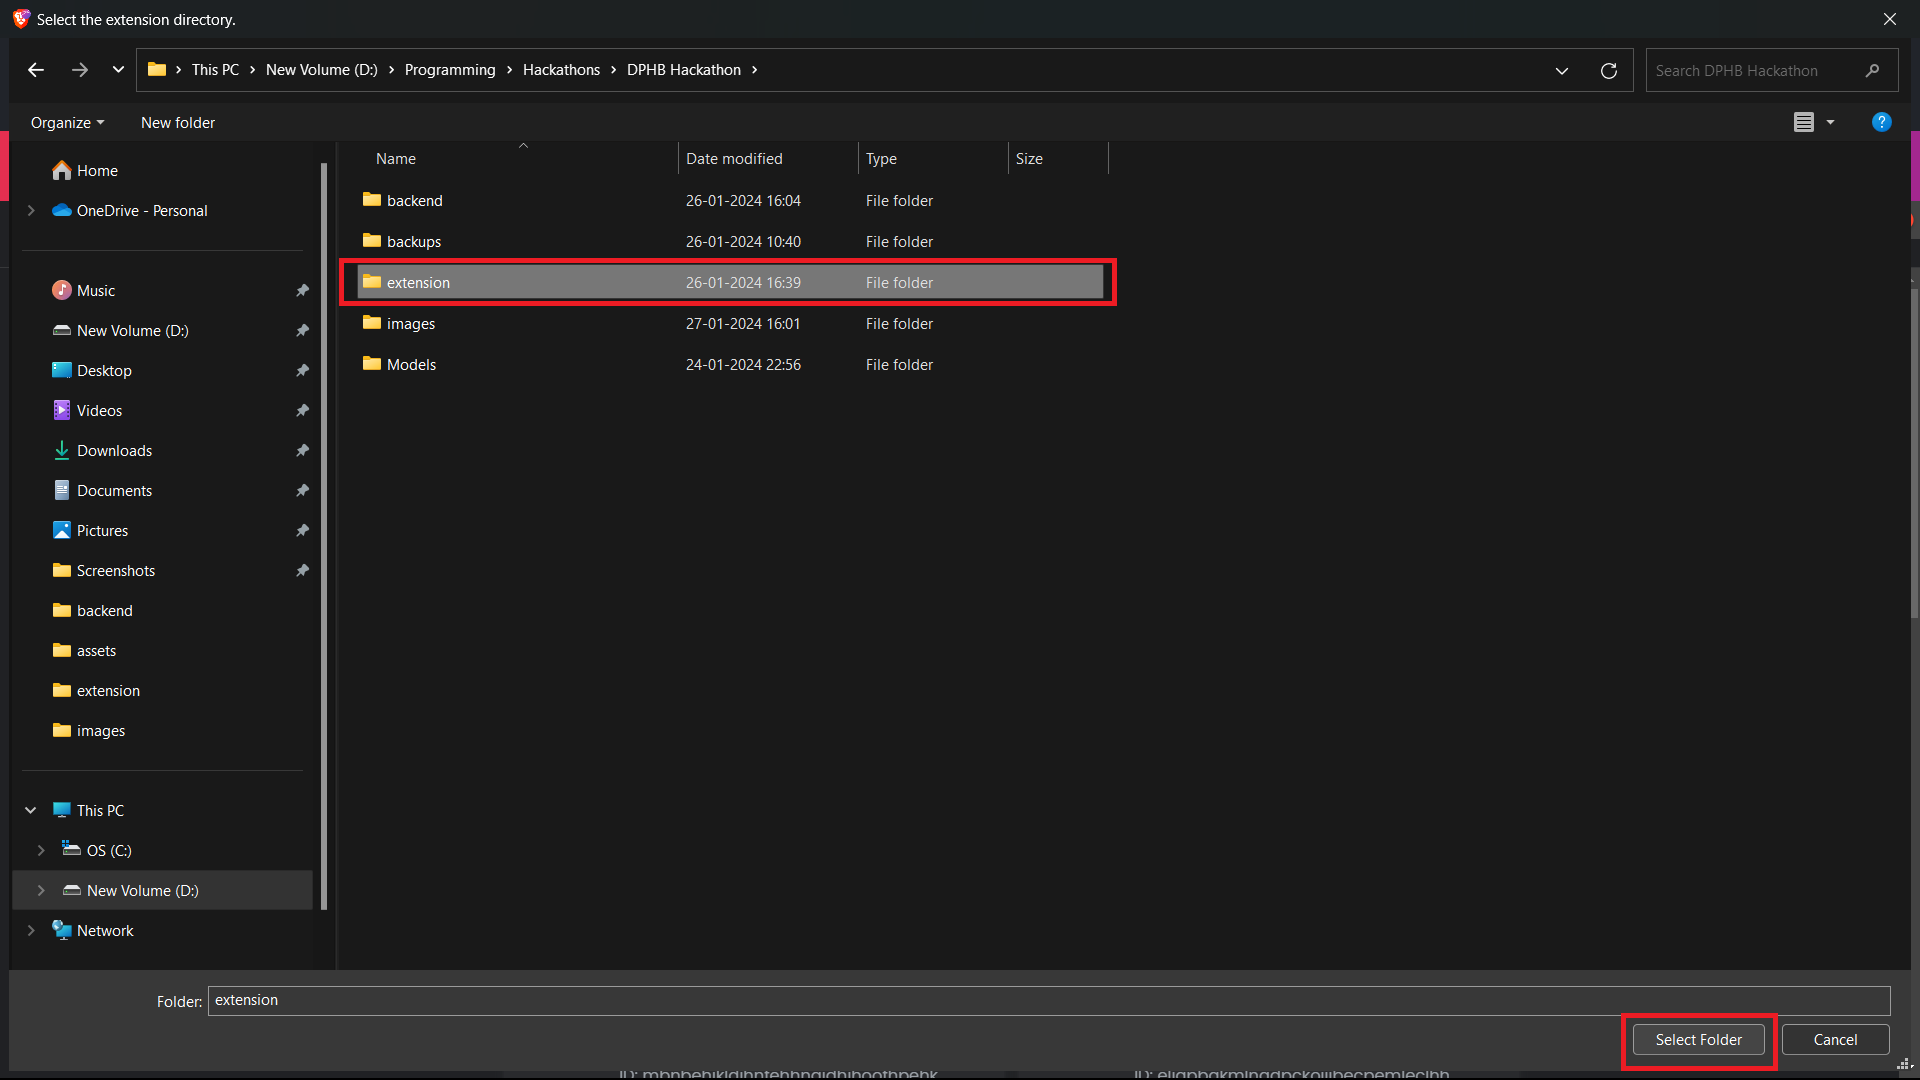 Select the extension directory.
This PC > New Volume (D:) > Programming > Hackathons > DPHB Hackathon >
Search DPHB Hackathon
Organize
New folder
Home
OneDrive - Personal
Music
New Volume (D:)
Desktop
Videos
Downloads
Documents
Pictures
Screenshots
backend
assets
extension
images
This PC
OS (C:)
New Volume (D:)
Network
Name Date modified Type Size
backend 26-01-2024 16:04 File folder
backups 26-01-2024 10:40 File folder
extension 26-01-2024 16:39 File folder
images 27-01-2024 16:01 File folder
Models 24-01-2024 22:56 File folder
Folder: extension
Select Folder
Cancel